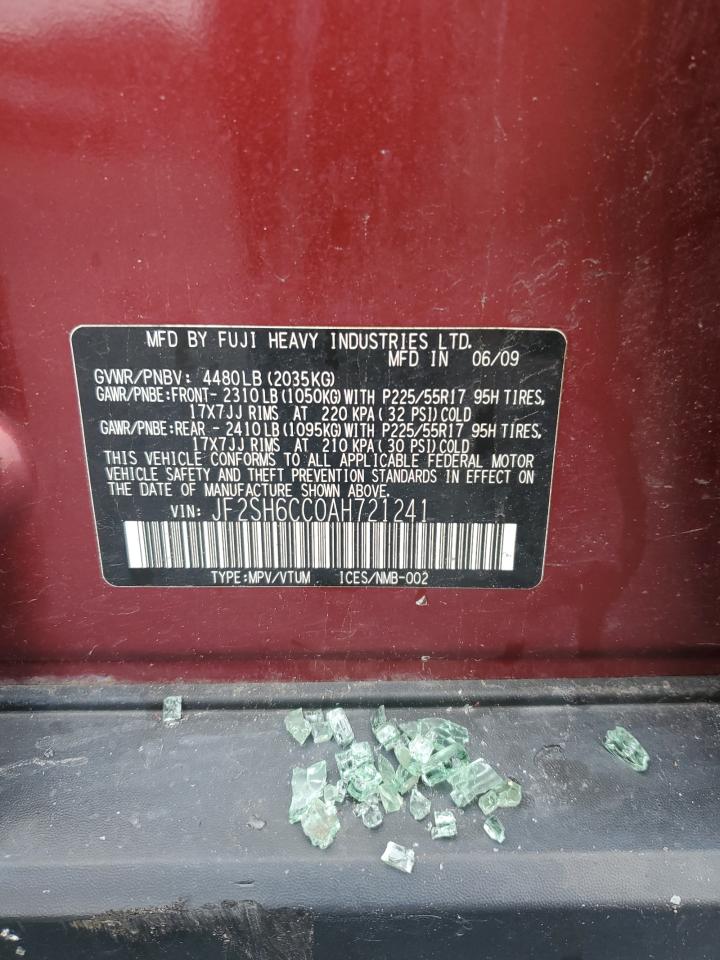 MFD BY FUJI HEAVY INDUSTRIES LTD.
MFD IN 06/09
GVWR/PNBV: 4480LB(2035KG)
GAWR/PNBE:FRONT- 2310LB(1050KG)WITH P225/55R17 95H TIRES,
17X7JJ RIMS AT 220 KPA(32 PSI)COLD
GAWR/PNBE:REAR - 2410LB(1095KG)WITH P225/55R17 95H TIRES,
17X7JJ RIMS AT 210 KPA(30 PSI)COLD
THIS VEHICLE CONFORMS TO ALL APPLICABLE FEDERAL MOTOR
VEHICLE SAFETY AND THEFT PREVENTION STANDARDS IN EFFECT ON
THE DATE OF MANUFACTURE SHOWN ABOVE.
VIN: JF2SH6CC0AH721241
TYPE:MPV/VTUM ICES/NMB-002